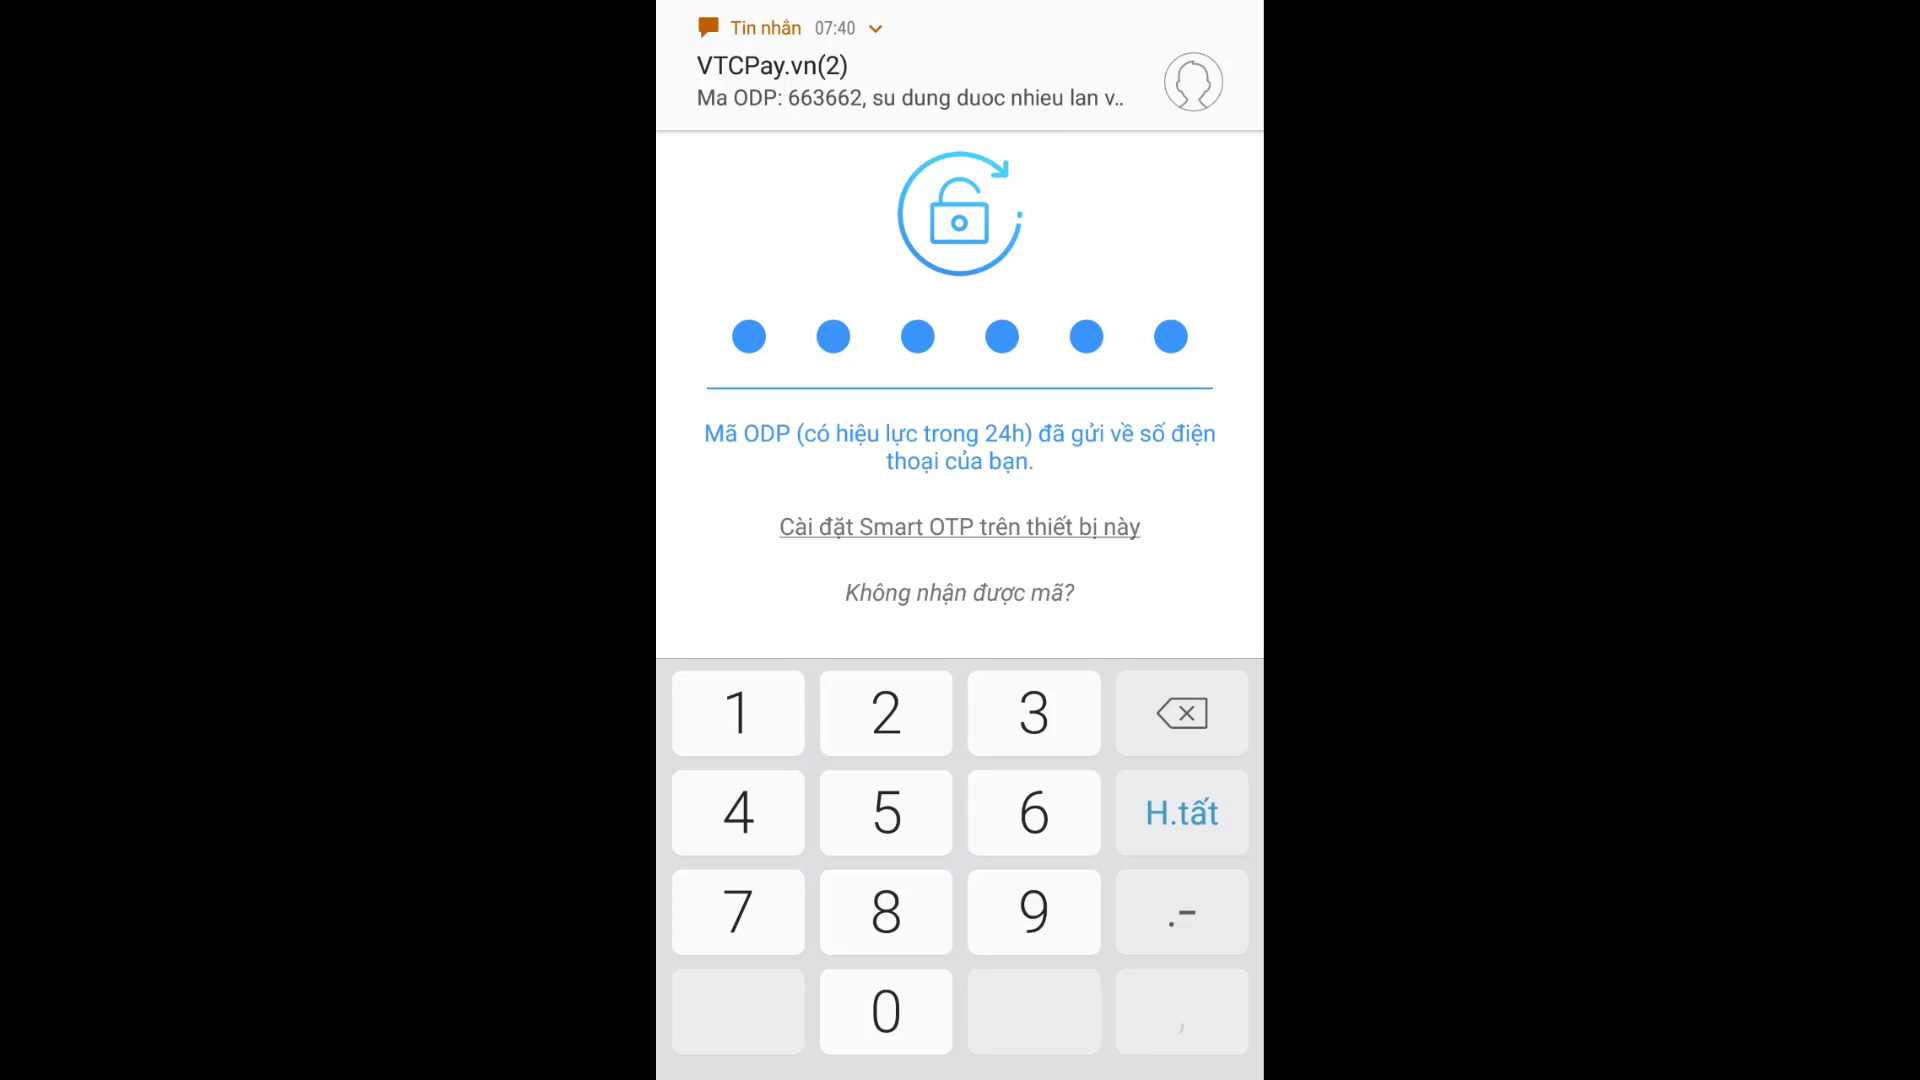 Tin nhắn 07:40
VTCPay.vn(2)
Ma ODP: 663662, su dung duoc nhieu lan v..
Mã ODP (có hiệu lực trong 24h) đã gửi về số điện
thoại của bạn.
Cài đặt Smart OTP trên thiết bị này
Không nhận được mã?
1 2 3
4 5 6 H.tất
7 8 9 .-
0 ,